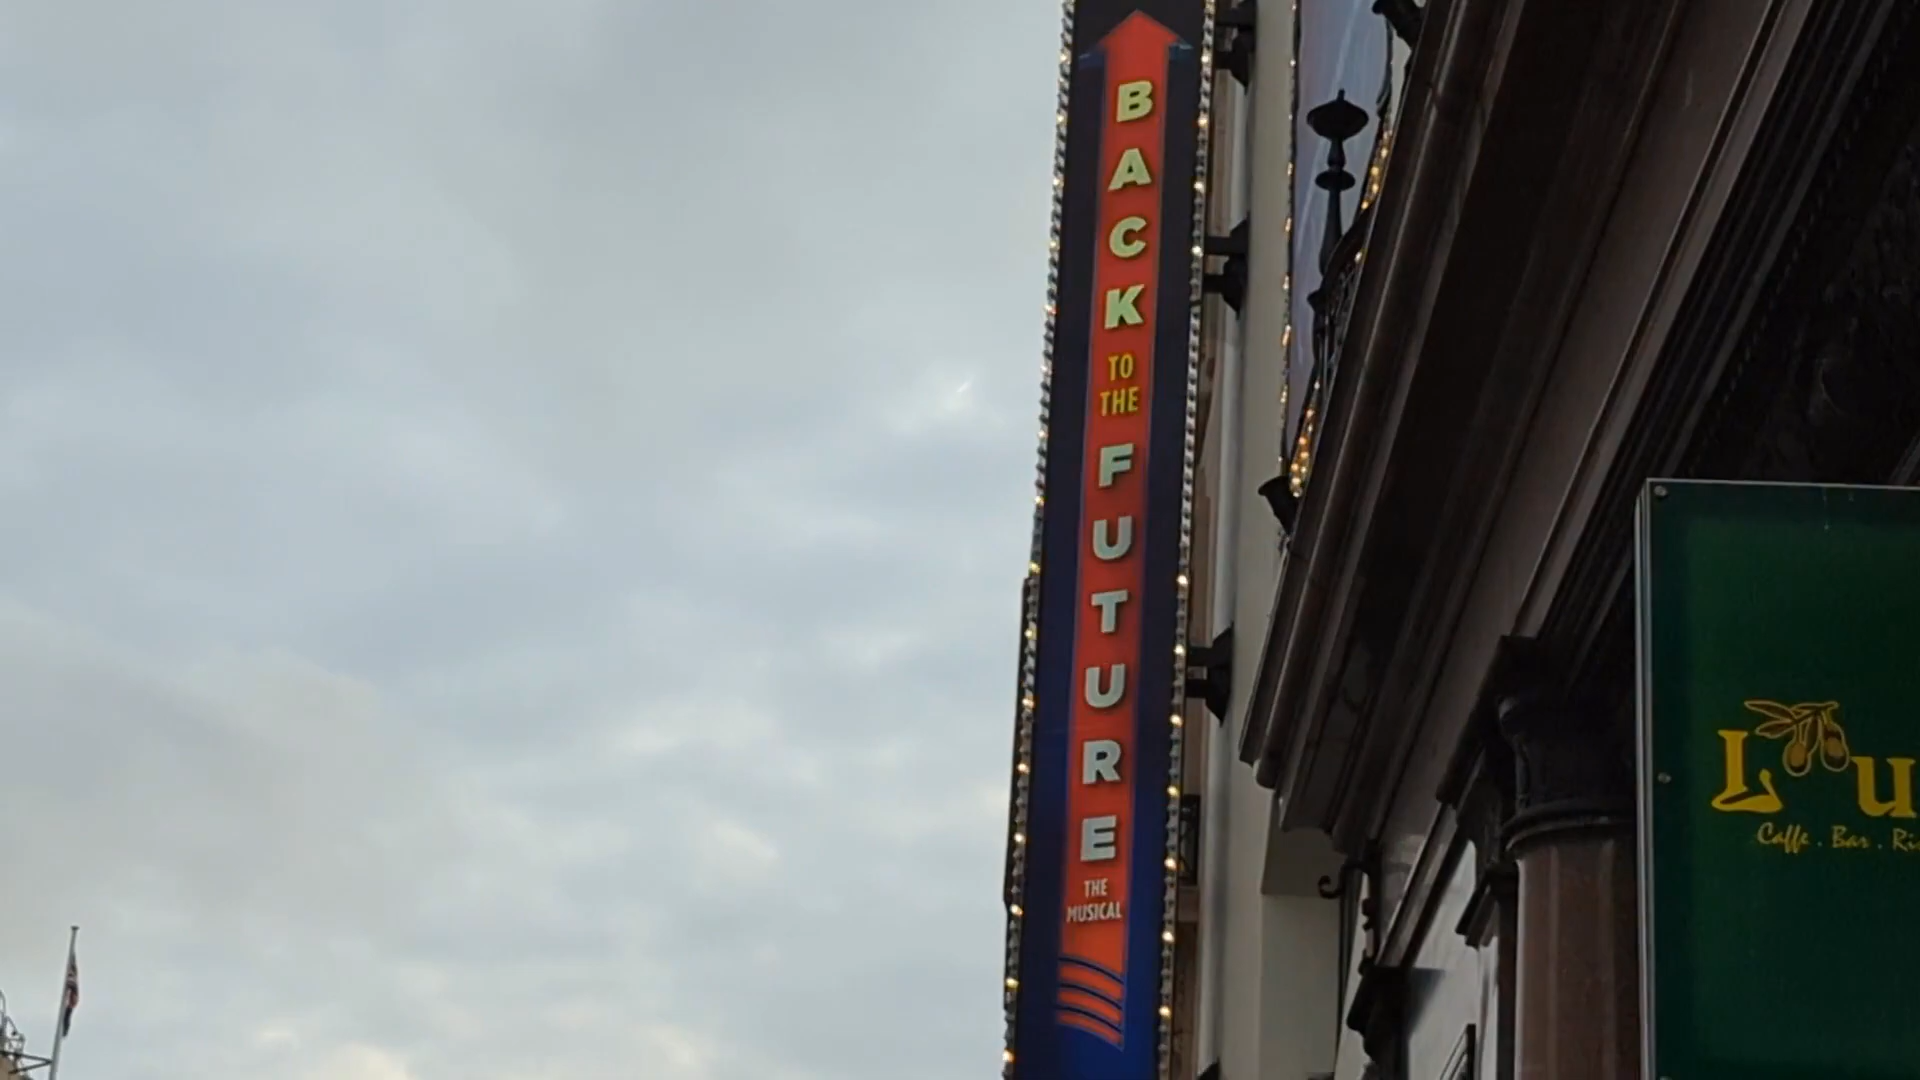 BACK
TO
THE
FUTURE
THE
MUSICAL
Caffe . Bar .